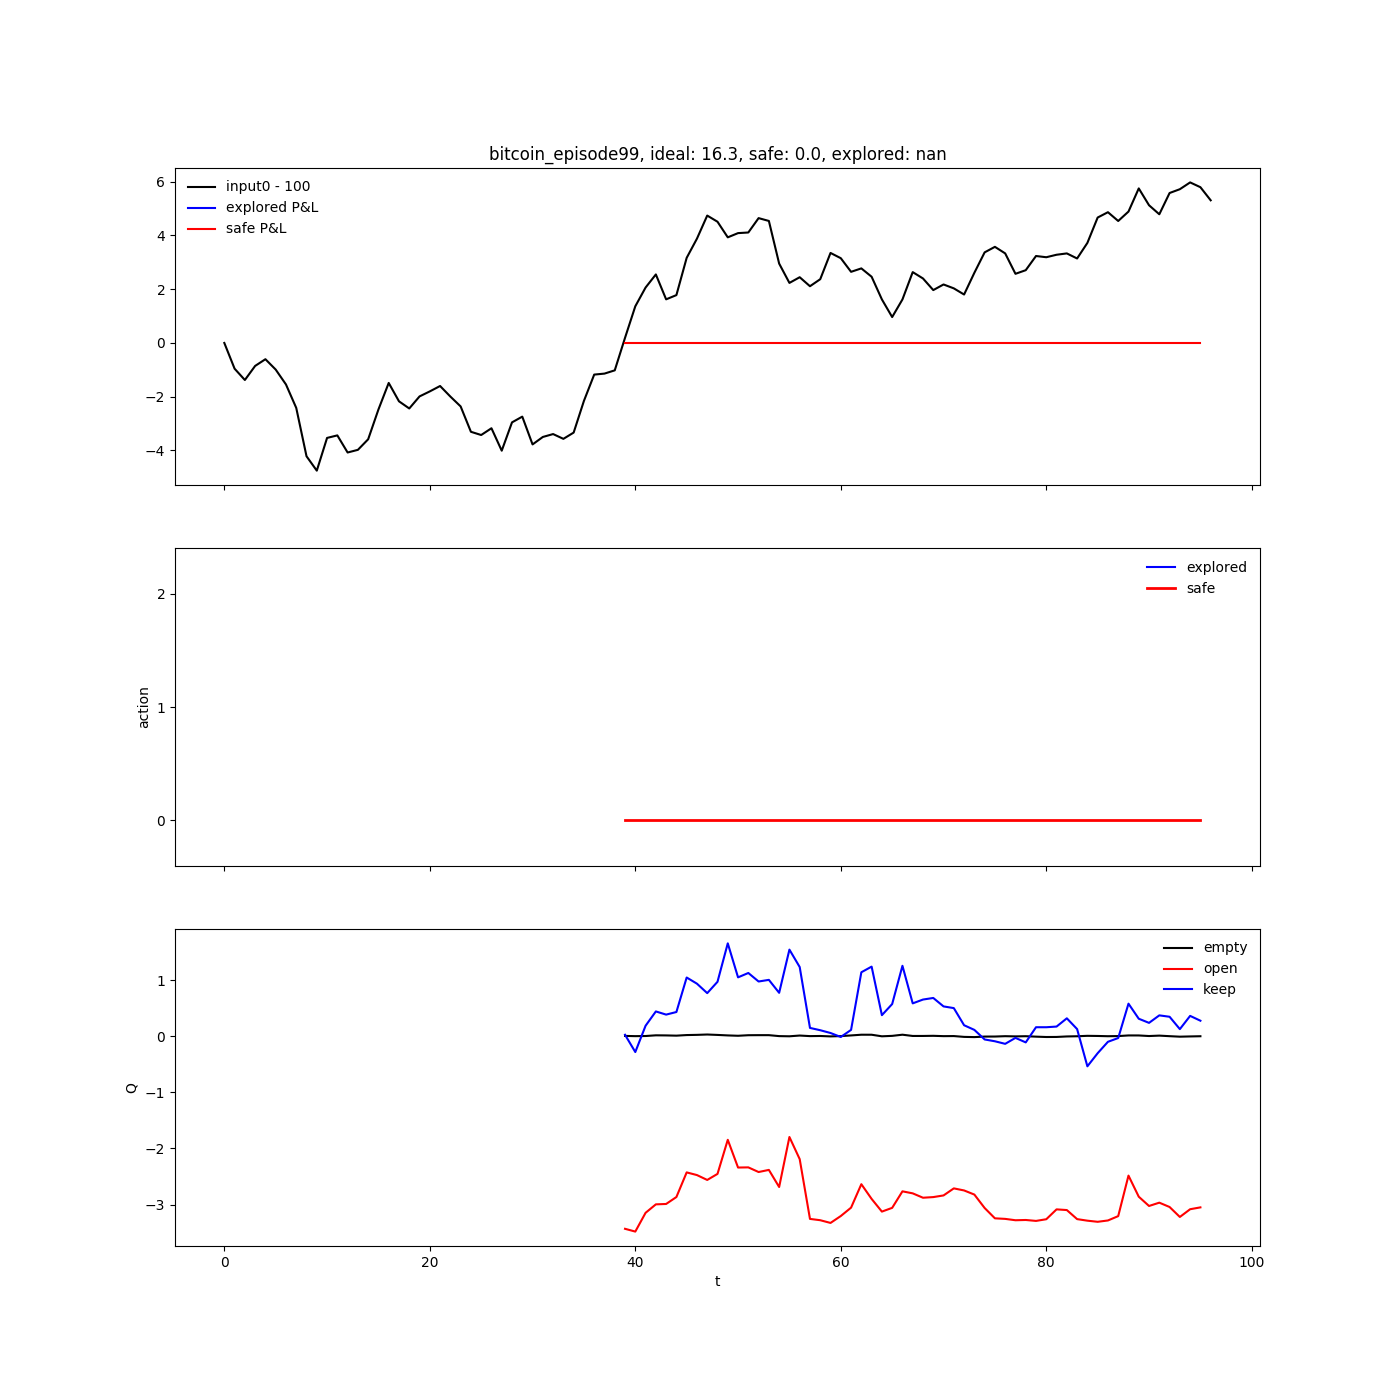 bitcoin_episode99, ideal: 16.3, safe: 0.0, explored: nan
6
4
2
0
−2
−4
input0 - 100
explored P&L
safe P&L
action
2
1
0
explored
safe
Q
1
0
−1
−2
−3
empty
open
keep
0 20 40 60 80 100
t